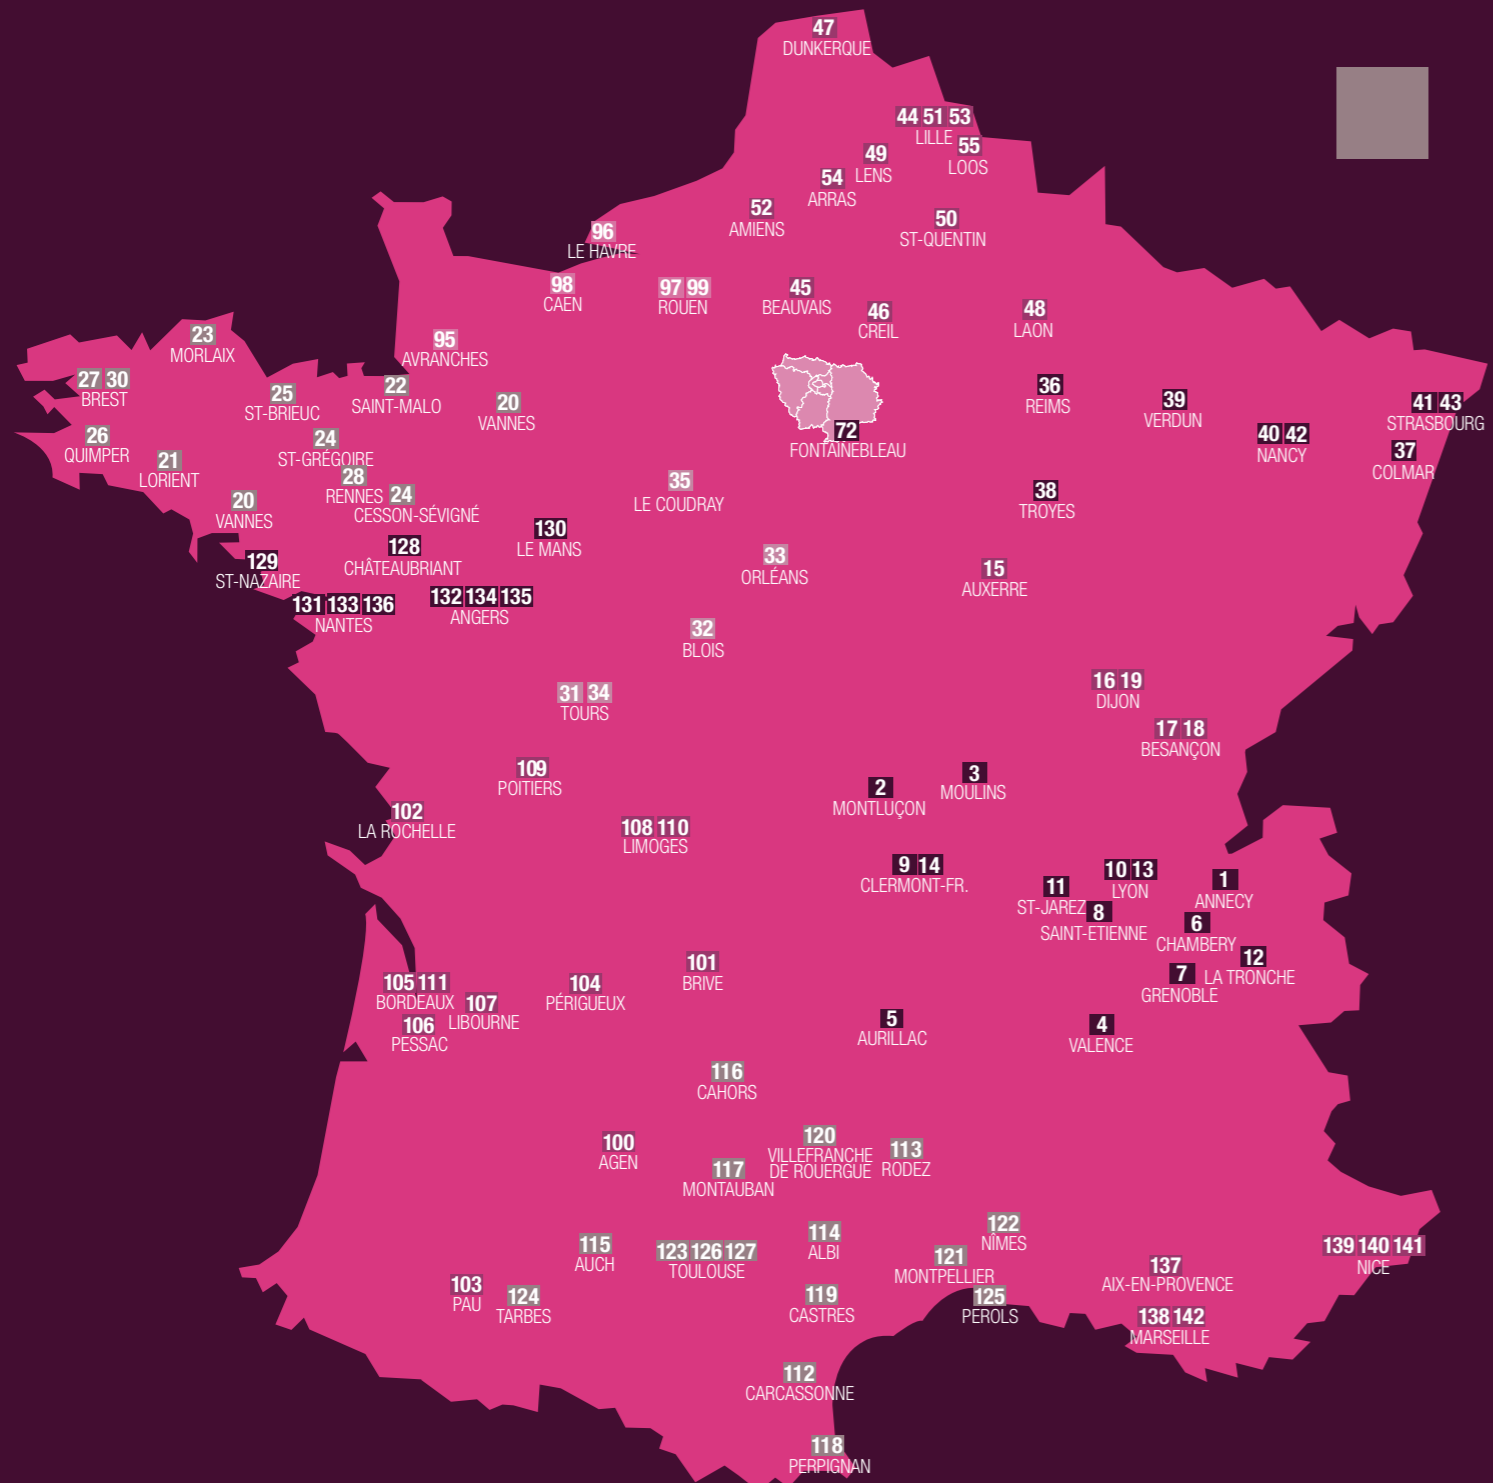 47
DUNKERQUE
44 51 53
LILLE
55
LOOS
49
LENS
54
ARRAS
52
AMIENS
50
ST-QUENTIN
96
LE HAVRE
98
CAEN
97 99
ROUEN
45
BEAUVAIS
46
CREIL
48
LAON
23
MORLAIX
95
AVRANCHES
27 30
BREST
25
ST-BRIEUC
22
SAINT-MALO
20
VANNES
72
FONTAINEBLEAU
36
REIMS
39
VERDUN
40 42
NANCY
41 43
STRASBOURG
37
COLMAR
26
QUIMPER
21
LORIENT
24
ST-GRÉGOIRE
28
RENNES
24
CESSON-SÉVIGNÉ
20
VANNES
35
LE COUDRAY
38
TROYES
130
LE MANS
128
CHÂTEAUBRIANT
129
ST-NAZAIRE
33
ORLÉANS
15
AUXERRE
131 133 136
NANTES
132 134 135
ANGERS
32
BLOIS
31 34
TOURS
16 19
DIJON
17 18
BESANÇON
109
POITIERS
2
MONTLUÇON
3
MOULINS
102
LA ROCHELLE
108 110
LIMOGES
9 14
CLERMONT-FR.
10 13
LYON
11
ST-JAREZ
8
SAINT-ETIENNE
1
ANNECY
6
CHAMBERY
12
LA TRONCHE
7
GRENOBLE
101
BRIVE
104
PÉRIGUEUX
105 111
BORDEAUX
107
LIBOURNE
106
PESSAC
5
AURILLAC
4
VALENCE
116
CAHORS
100
AGEN
120
VILLEFRANCHE
DE ROUERGUE
113
RODEZ
117
MONTAUBAN
115
AUCH
123 126 127
TOULOUSE
114
ALBI
122
NÎMES
121
MONTPELLIER
137
AIX-EN-PROVENCE
139 140 141
NICE
103
PAU
124
TARBES
119
CASTRES
125
PEROLS
138 142
MARSEILLE
112
CARCASSONNE
118
PERPIGNAN